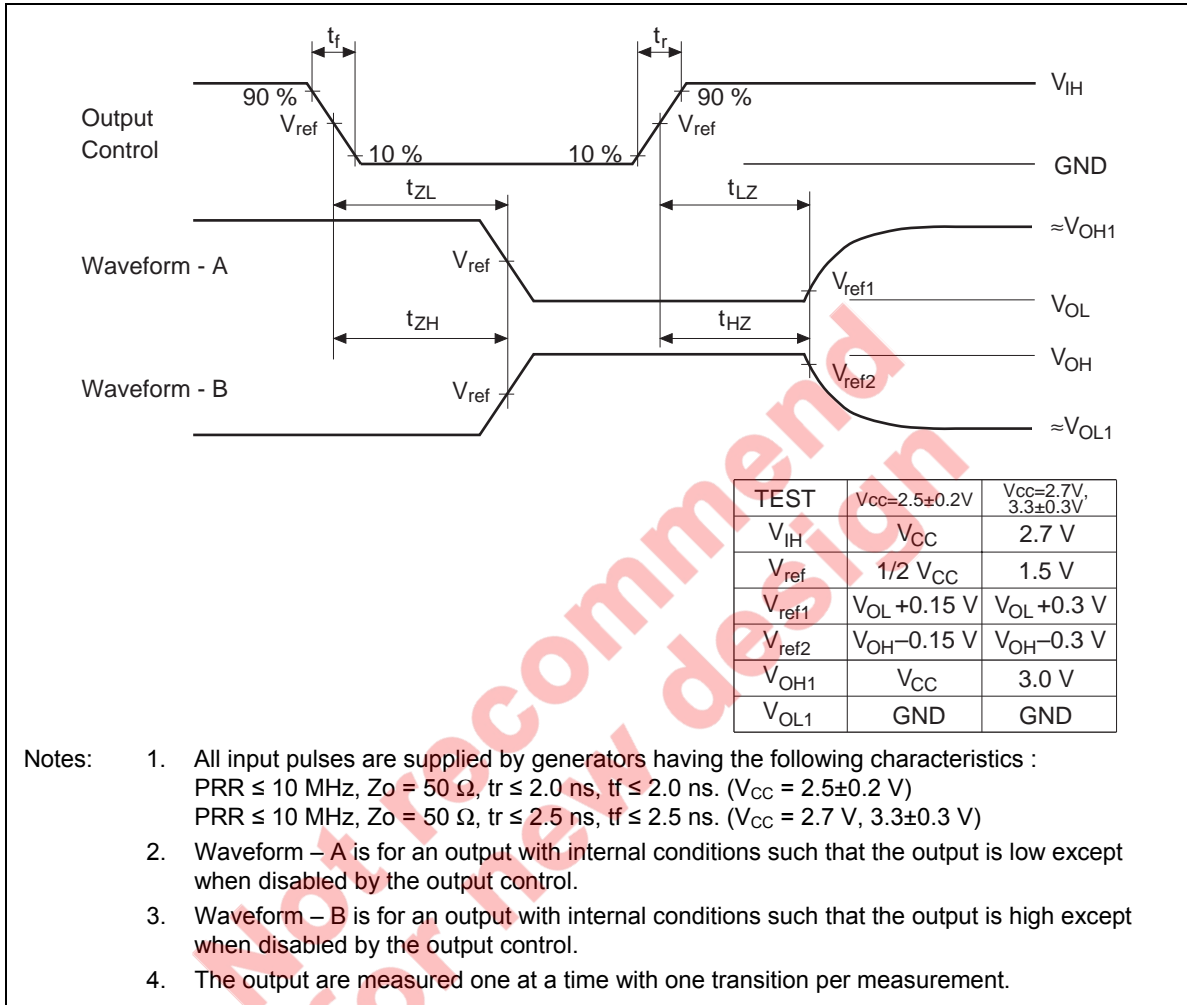 tf
tr
90 %
90 %
VIH
Output
Control
Vref
Vref
10 %
10 %
GND
tZL
tLZ
≈VOH1
Waveform - A
Vref
Vref1
VOL
tZH
tHZ
VOH
Waveform - B
Vref
Vref2
≈VOL1
TEST Vcc=2.5±0.2V Vcc=2.7V, 3.3±0.3V
VIH VCC 2.7 V
Vref 1/2 VCC 1.5 V
Vref1 VOL +0.15 V VOL +0.3 V
Vref2 VOH–0.15 V VOH–0.3 V
VOH1 VCC 3.0 V
VOL1 GND GND
Notes: 1. All input pulses are supplied by generators having the following characteristics :
PRR ≤ 10 MHz, Zo = 50 Ω, tr ≤ 2.0 ns, tf ≤ 2.0 ns. (VCC = 2.5±0.2 V)
PRR ≤ 10 MHz, Zo = 50 Ω, tr ≤ 2.5 ns, tf ≤ 2.5 ns. (VCC = 2.7 V, 3.3±0.3 V)
2. Waveform – A is for an output with internal conditions such that the output is low except
when disabled by the output control.
3. Waveform – B is for an output with internal conditions such that the output is high except
when disabled by the output control.
4. The output are measured one at a time with one transition per measurement.
Not recommend
for new design